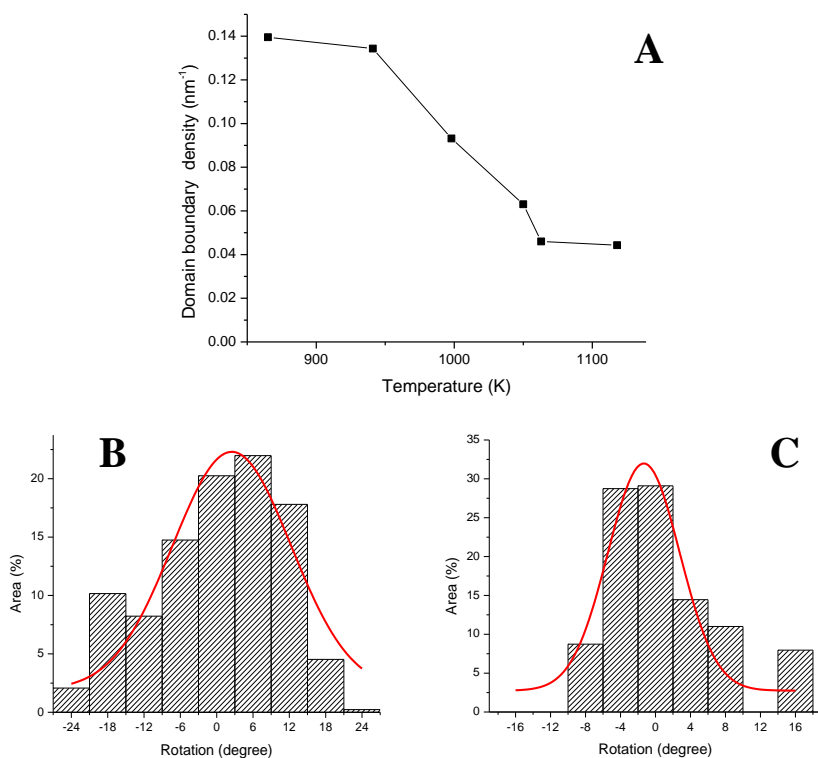 A
Domain boundary density (nm⁻¹)
0.14
0.12
0.10
0.08
0.06
0.04
0.02
0.00
900 1000 1100
Temperature (K)
B
Area (%)
20
15
10
5
0
-24 -18 -12 -6 0 6 12 18 24
Rotation (degree)
C
Area (%)
35
30
25
20
15
10
5
0
-16 -12 -8 -4 0 4 8 12 16
Rotation (degree)